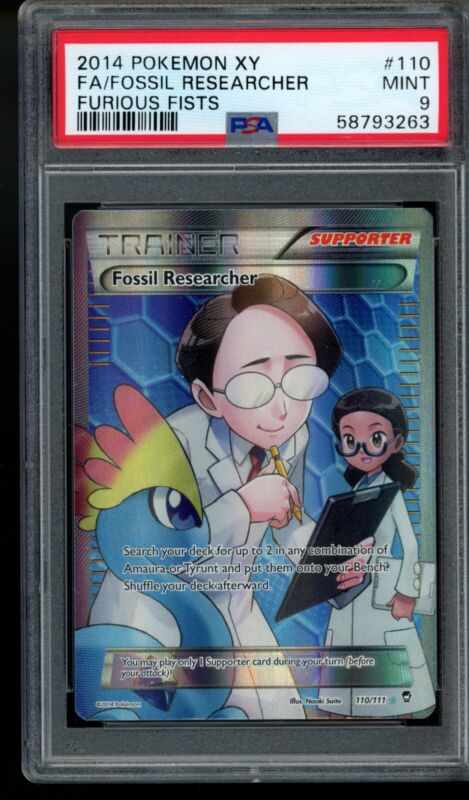 2014 POKEMON XY #110
FA/FOSSIL RESEARCHER MINT
FURIOUS FISTS 9
PSA 58793263
TRAINER SUPPORTER
Fossil Researcher
Search your deck for up to 2 in any combination of
Amaura or Tyrunt and put them onto your Bench.
Shuffle your deck afterward.
You may play only 1 Supporter card during your turn (before
your attack).
©2014 Pokémon Illus. Naoki Saito 110/111